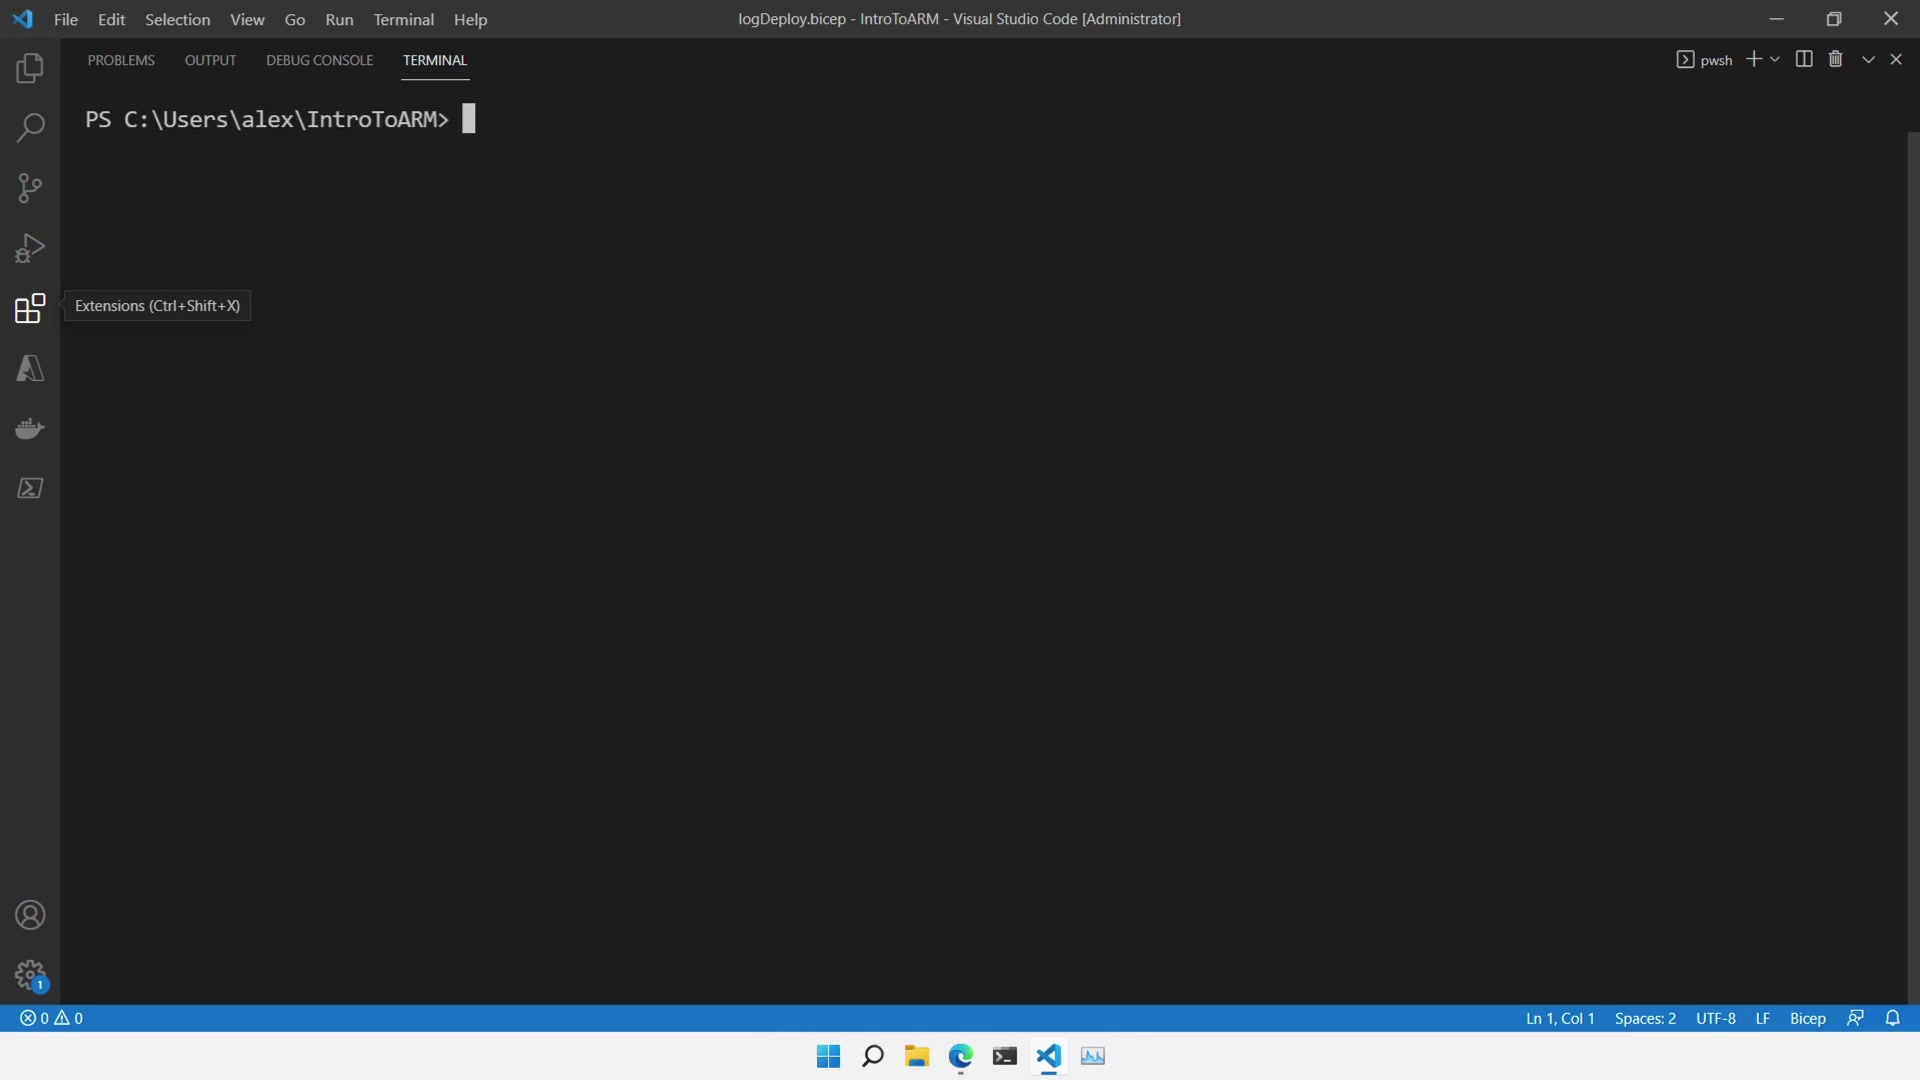 File Edit Selection View Go Run Terminal Help
logDeploy.bicep - IntroToARM - Visual Studio Code [Administrator]
PROBLEMS OUTPUT DEBUG CONSOLE TERMINAL
pwsh
PS C:\Users\alex\IntroToARM>
Extensions (Ctrl+Shift+X)
1
0 0
Ln 1, Col 1 Spaces: 2 UTF-8 LF Bicep